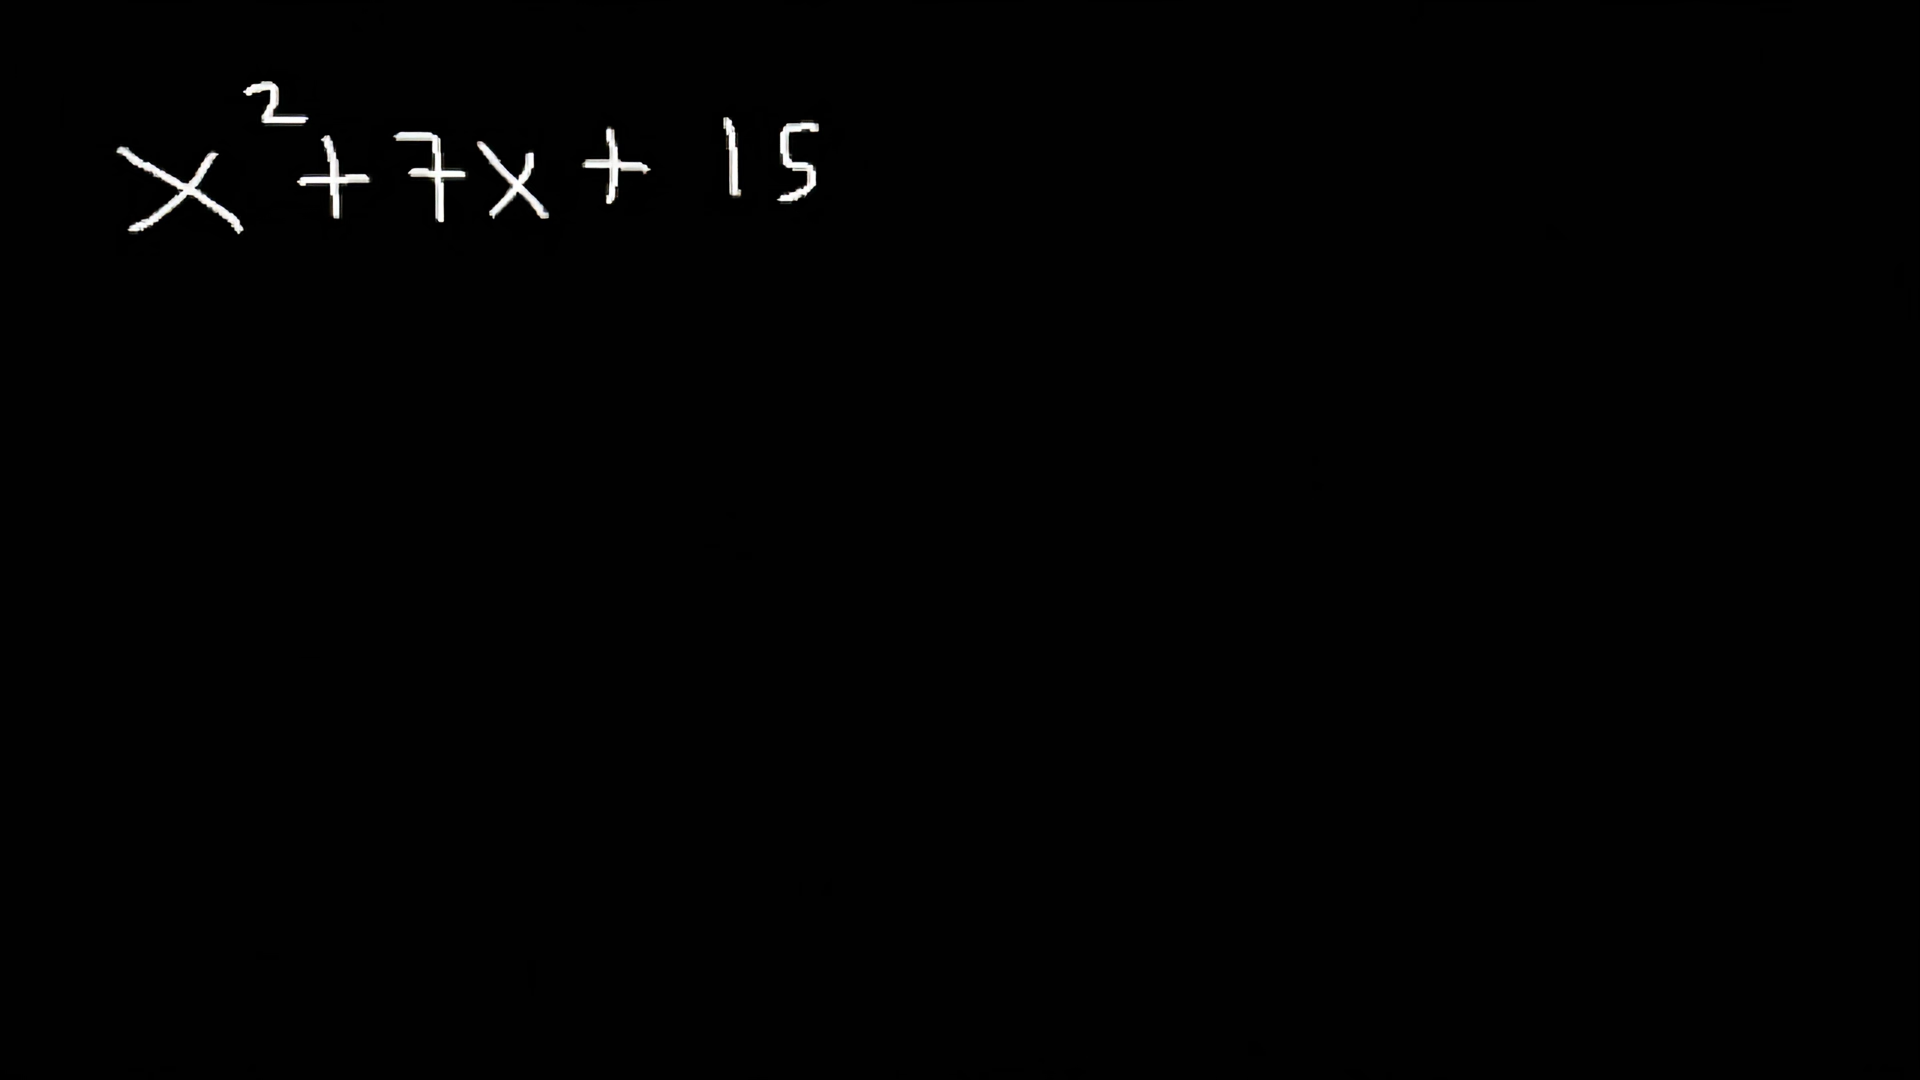 x² + 7x + 15